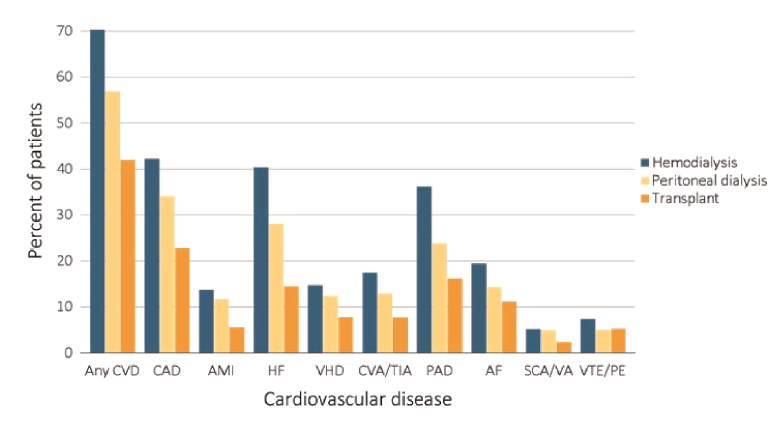 70
60
50
40
30
20
10
0
Percent of patients
Any CVD CAD AMI HF VHD CVA/TIA PAD AF SCA/VA VTE/PE
Cardiovascular disease
Hemodialysis
Peritoneal dialysis
Transplant